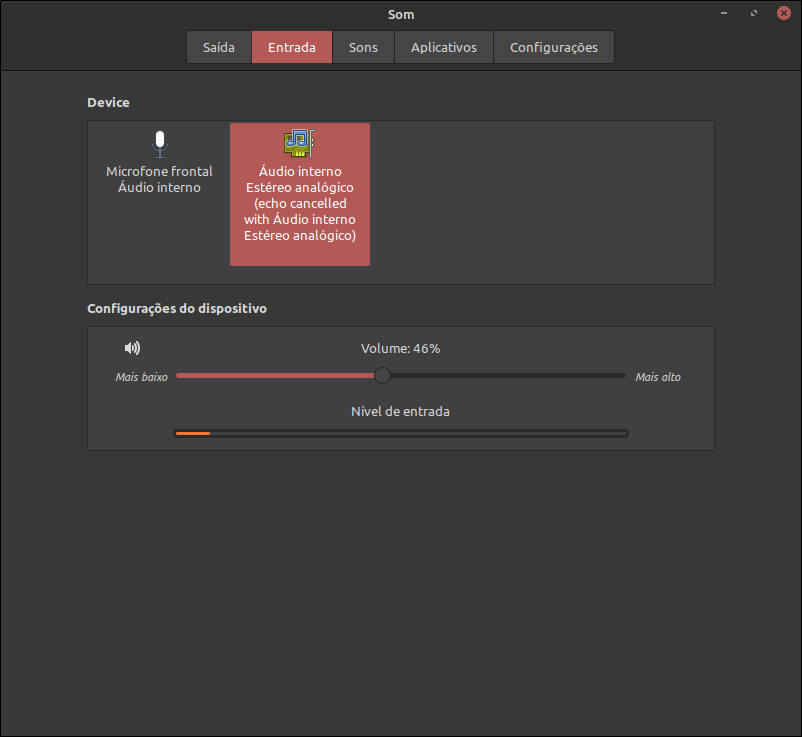 Som
Saída
Entrada
Sons
Aplicativos
Configurações
Device
Microfone frontal
Áudio interno
Áudio interno
Estéreo analógico
(echo cancelled
with Áudio interno
Estéreo analógico)
Configurações do dispositivo
Volume: 46%
Mais baixo
Mais alto
Nível de entrada